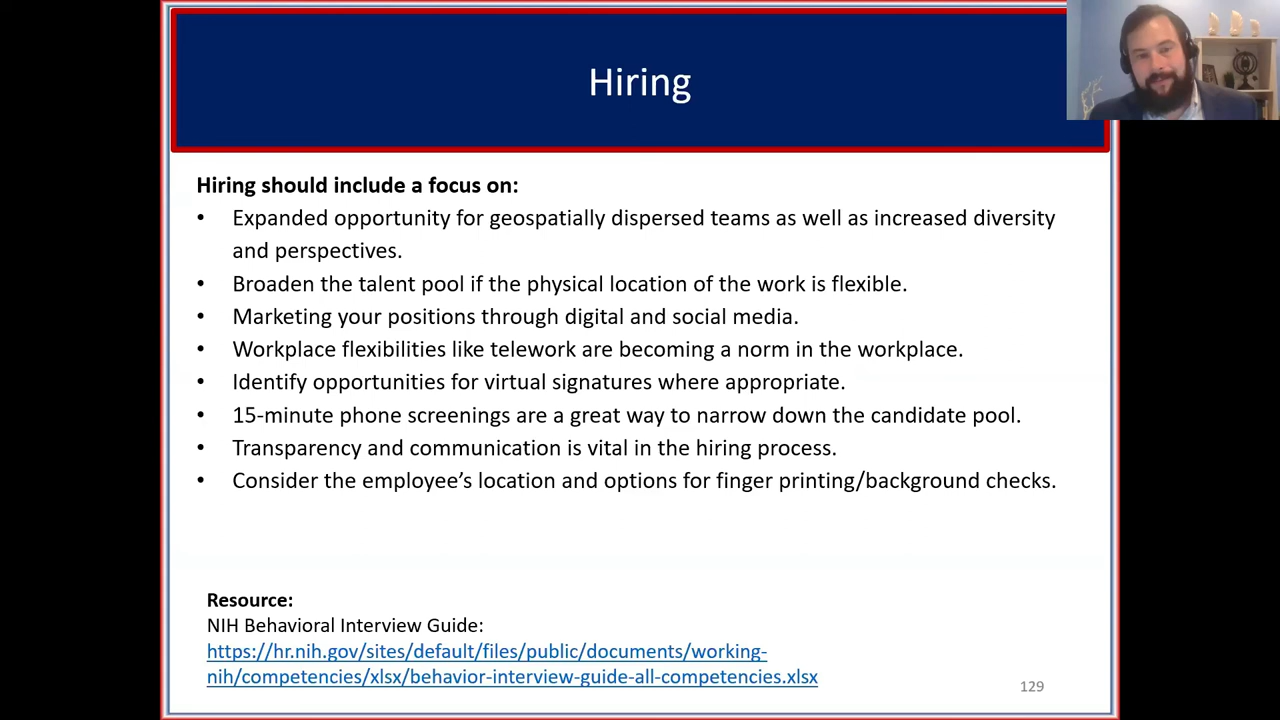 Hiring
Hiring should include a focus on:
• Expanded opportunity for geospatially dispersed teams as well as increased diversity
and perspectives.
• Broaden the talent pool if the physical location of the work is flexible.
• Marketing your positions through digital and social media.
• Workplace flexibilities like telework are becoming a norm in the workplace.
• Identify opportunities for virtual signatures where appropriate.
• 15-minute phone screenings are a great way to narrow down the candidate pool.
• Transparency and communication is vital in the hiring process.
• Consider the employee’s location and options for finger printing/background checks.
Resource:
NIH Behavioral Interview Guide:
https://hr.nih.gov/sites/default/files/public/documents/working-
nih/competencies/xlsx/behavior-interview-guide-all-competencies.xlsx
129